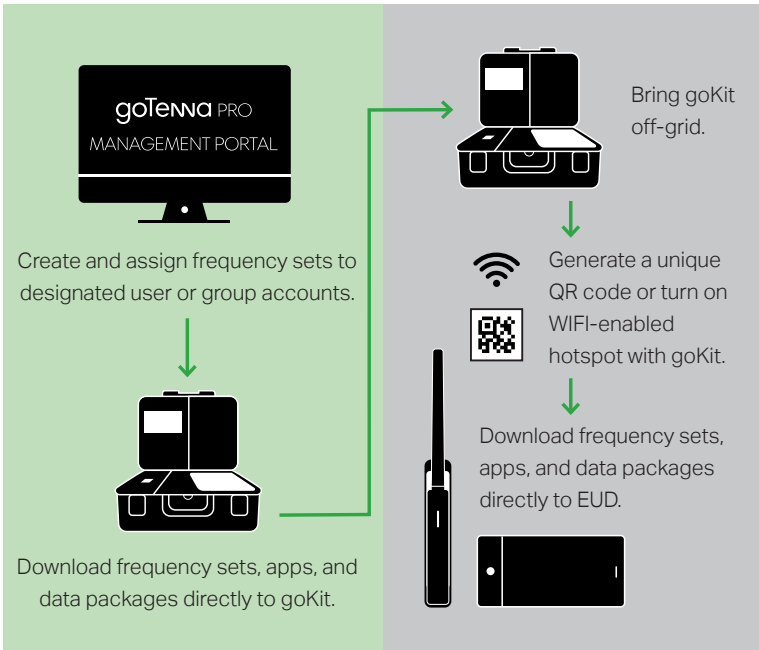 goTenna PRO
MANAGEMENT PORTAL
Create and assign frequency sets to
designated user or group accounts.
Download frequency sets, apps, and
data packages directly to goKit.
Bring goKit
off-grid.
Generate a unique
QR code or turn on
WIFI-enabled
hotspot with goKit.
Download frequency sets,
apps, and data packages
directly to EUD.